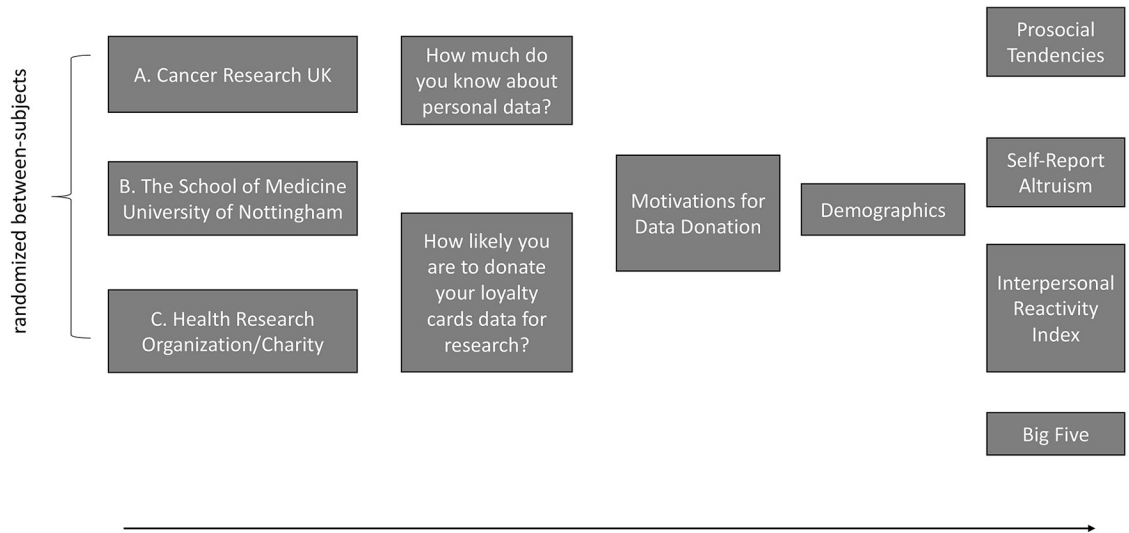 randomized between-subjects
A. Cancer Research UK
B. The School of Medicine
University of Nottingham
C. Health Research
Organization/Charity
How much do
you know about
personal data?
How likely you
are to donate
your loyalty
cards data for
research?
Motivations for
Data Donation
Demographics
Prosocial
Tendencies
Self-Report
Altruism
Interpersonal
Reactivity
Index
Big Five